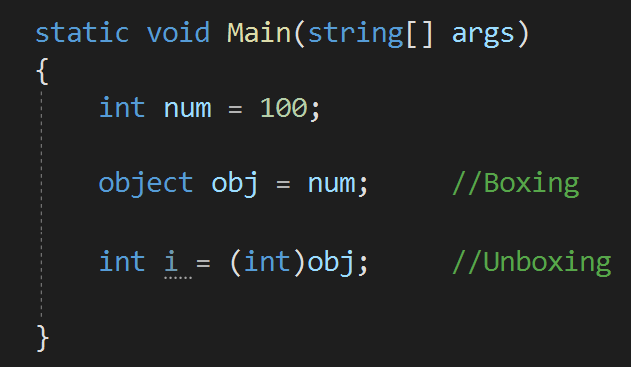 static void Main(string[] args)
{
int num = 100;
object obj = num; //Boxing
int i = (int)obj; //Unboxing
}